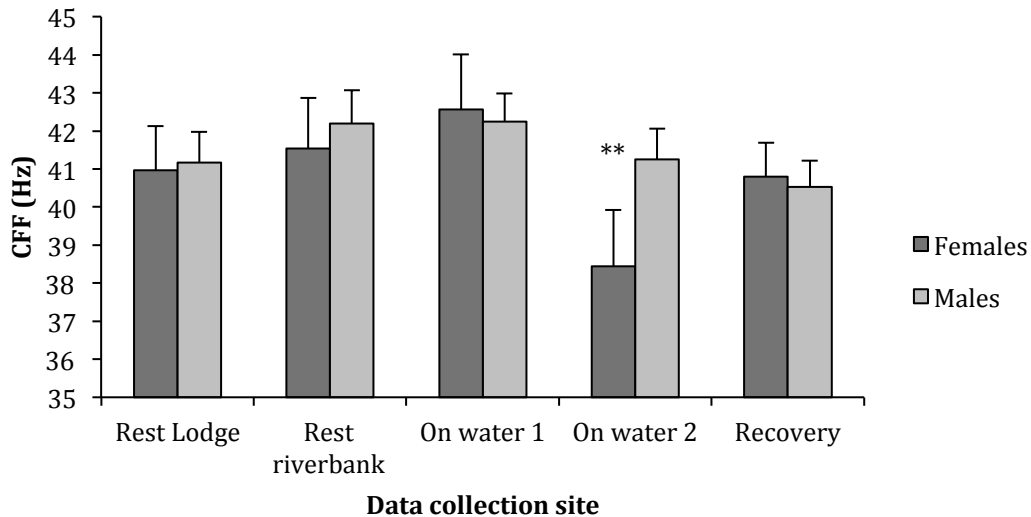 45
44
43
42
41
40
39
38
37
36
35
CFF (Hz)
**
Females
Males
Rest Lodge
Rest
riverbank
On water 1
On water 2
Recovery
Data collection site